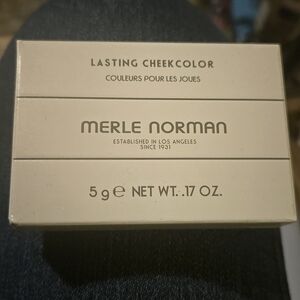 LASTING CHEEKCOLOR
COULEURS POUR LES JOUES
MERLE NORMAN
ESTABLISHED IN LOS ANGELES
SINCE 1931
5 g ℮ NET WT. .17 OZ.